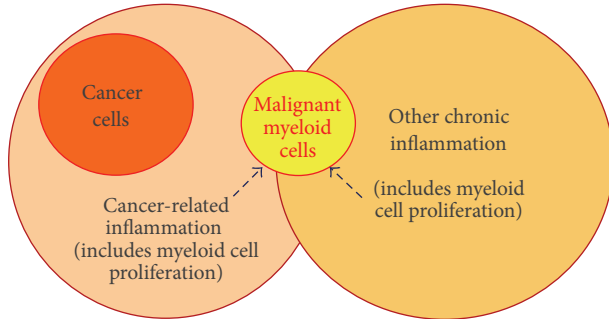 Cancer
cells
Malignant
myeloid
cells
Other chronic
inflammation
(includes myeloid
cell proliferation)
Cancer-related
inflammation
(includes myeloid cell
proliferation)